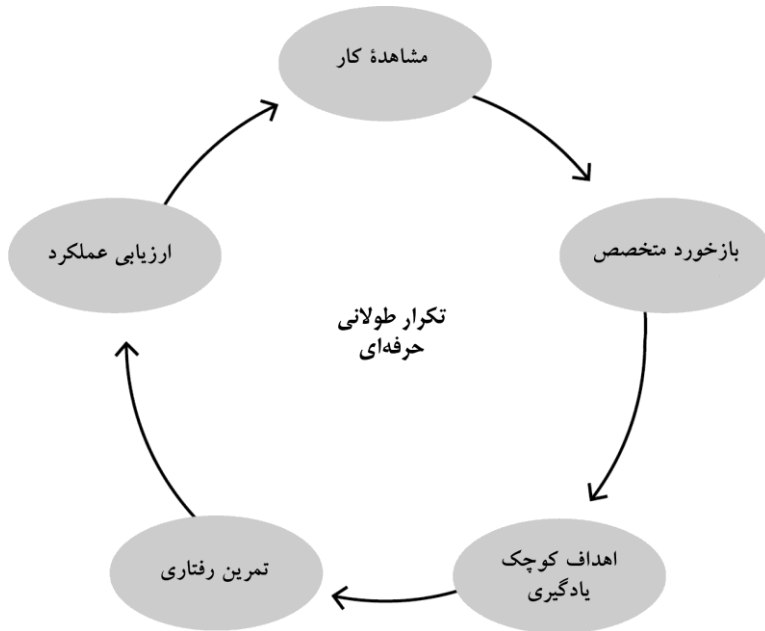 مشاهدهٔ کار
بازخورد متخصص
اهداف کوچک
یادگیری
تمرین رفتاری
ارزیابی عملکرد
تکرار طولانی
حرفه‌ای